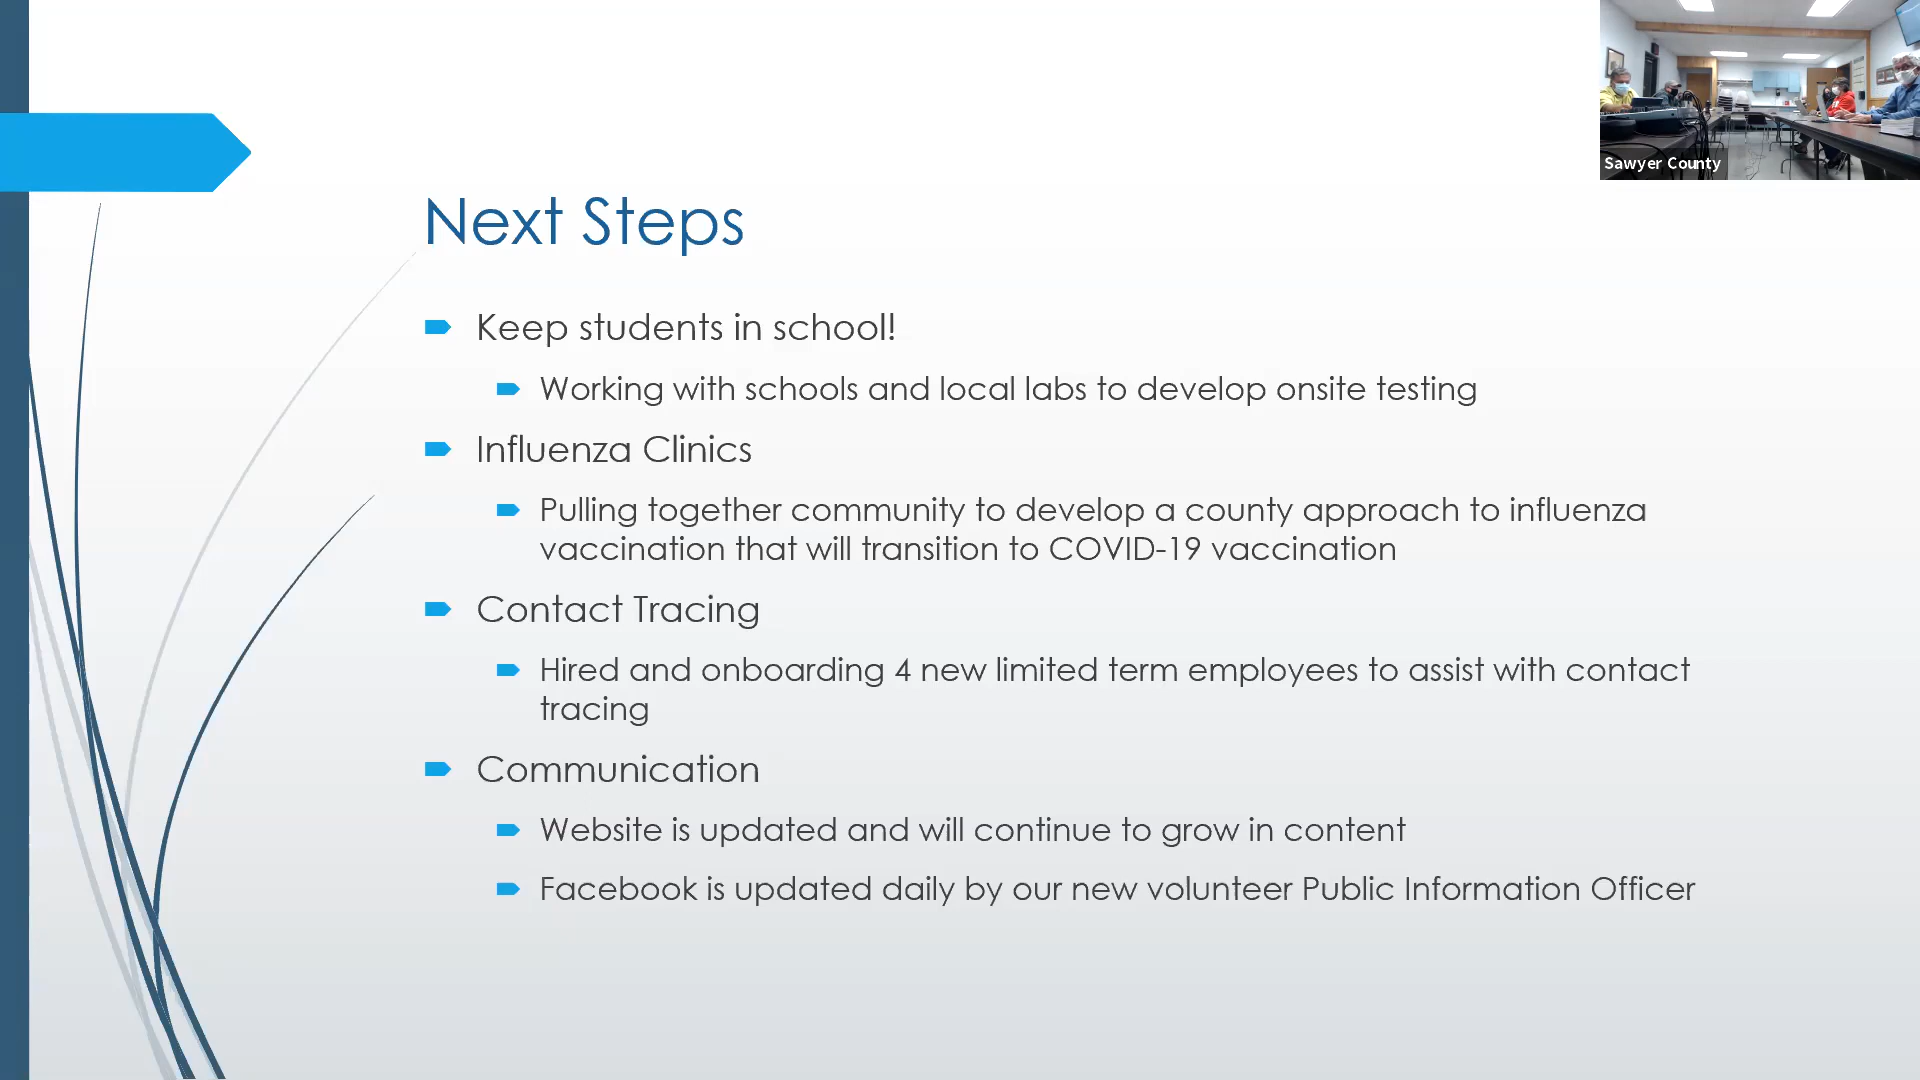 Sawyer County
Next Steps
Keep students in school!
Working with schools and local labs to develop onsite testing
Influenza Clinics
Pulling together community to develop a county approach to influenza
vaccination that will transition to COVID-19 vaccination
Contact Tracing
Hired and onboarding 4 new limited term employees to assist with contact
tracing
Communication
Website is updated and will continue to grow in content
Facebook is updated daily by our new volunteer Public Information Officer